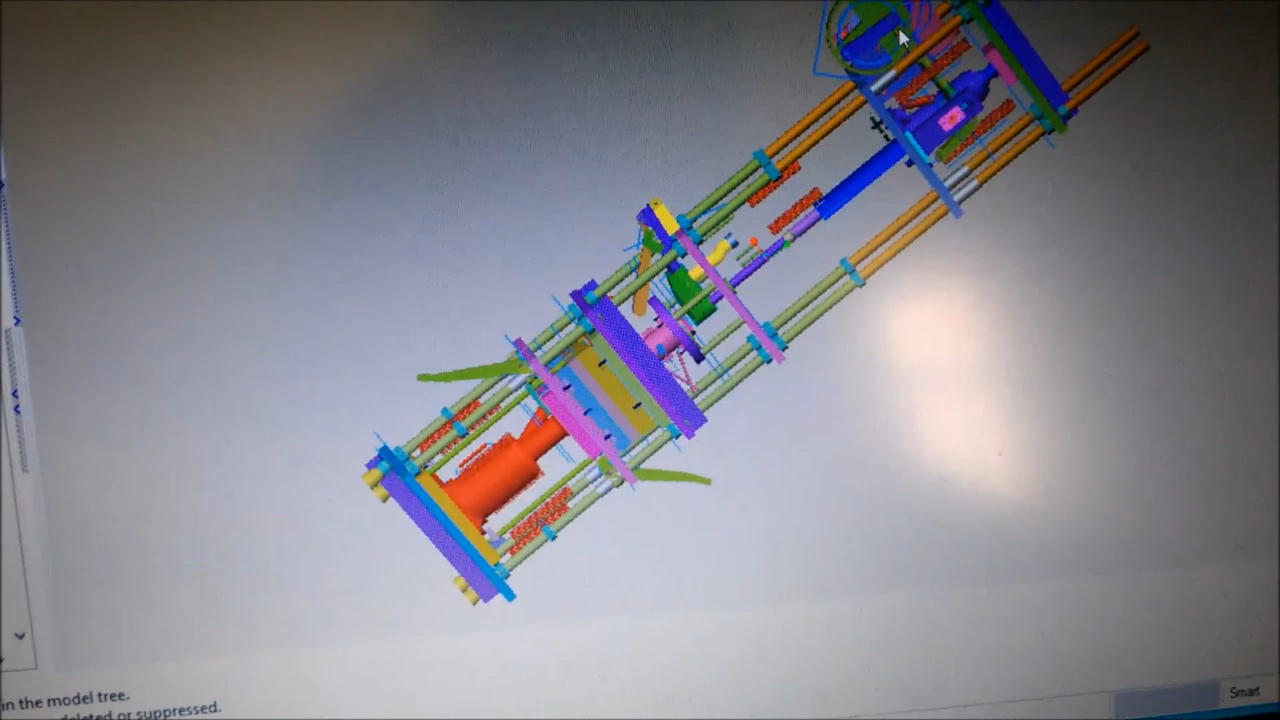 in the model tree.
deleted or suppressed.
Smart